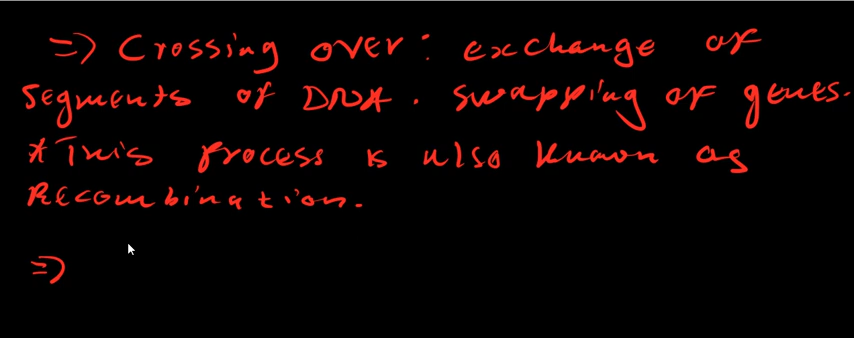 => Crossing over: exchange of
segments of DNA. swapping of genes.
*This process is also known as
Recombination.
=>